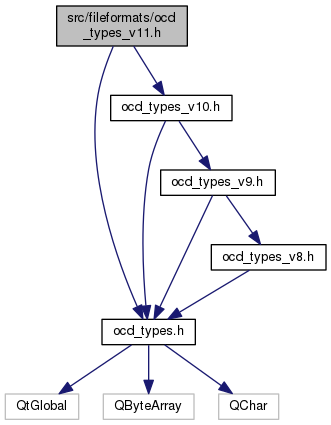 src/fileformats/ocd
_types_v11.h
ocd_types_v10.h
ocd_types_v9.h
ocd_types_v8.h
ocd_types.h
QtGlobal
QByteArray
QChar